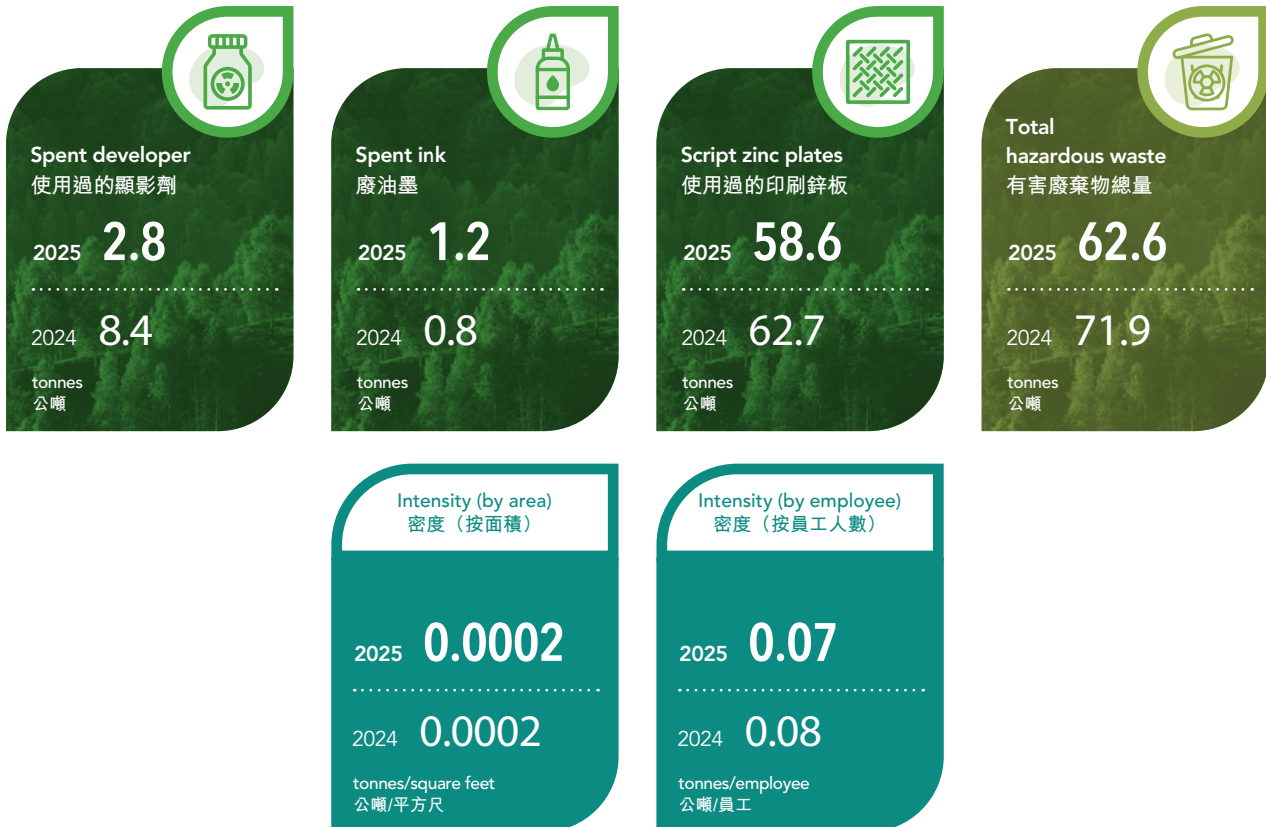 Spent developer
使用過的顯影劑
2025 2.8
2024 8.4
tonnes
公噸
Spent ink
廢油墨
2025 1.2
2024 0.8
tonnes
公噸
Script zinc plates
使用過的印刷鋅板
2025 58.6
2024 62.7
tonnes
公噸
Total
hazardous waste
有害廢棄物總量
2025 62.6
2024 71.9
tonnes
公噸
Intensity (by area)
密度（按面積）
2025 0.0002
2024 0.0002
tonnes/square feet
公噸/平方尺
Intensity (by employee)
密度（按員工人數）
2025 0.07
2024 0.08
tonnes/employee
公噸/員工